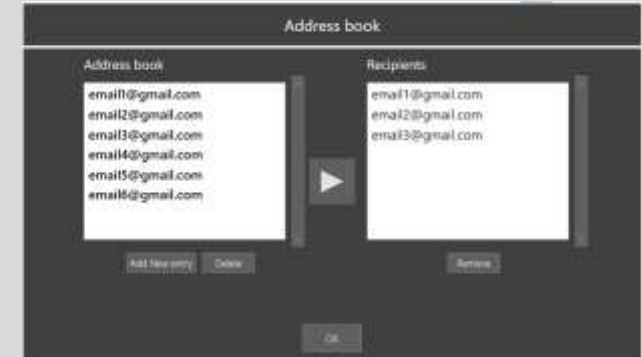 Address book
Address book
Recipients
email1@gmail.com
email2@gmail.com
email3@gmail.com
email4@gmail.com
email5@gmail.com
email6@gmail.com
email1@gmail.com
email2@gmail.com
email3@gmail.com
Add New entry
Delete
Remove
OK